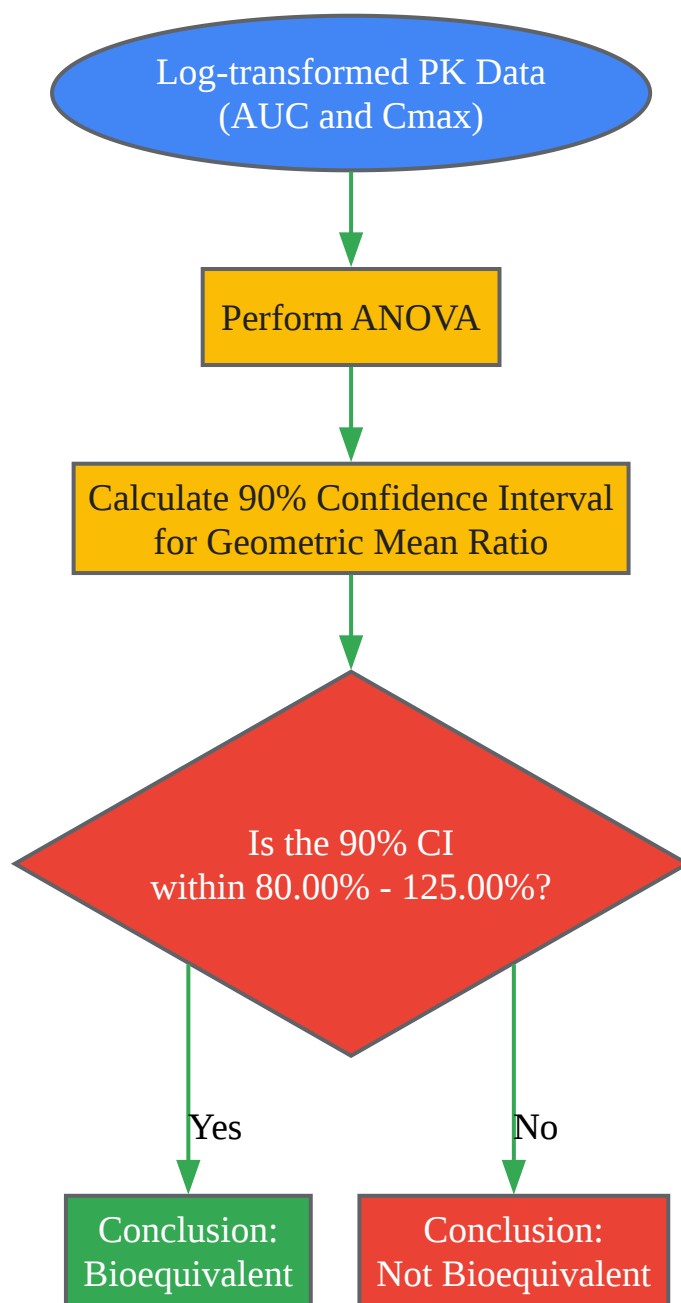 Log-transformed PK Data
(AUC and Cmax)
Perform ANOVA
Calculate 90% Confidence Interval
for Geometric Mean Ratio
Is the 90% CI
within 80.00% - 125.00%?
Yes
No
Conclusion:
Bioequivalent
Conclusion:
Not Bioequivalent